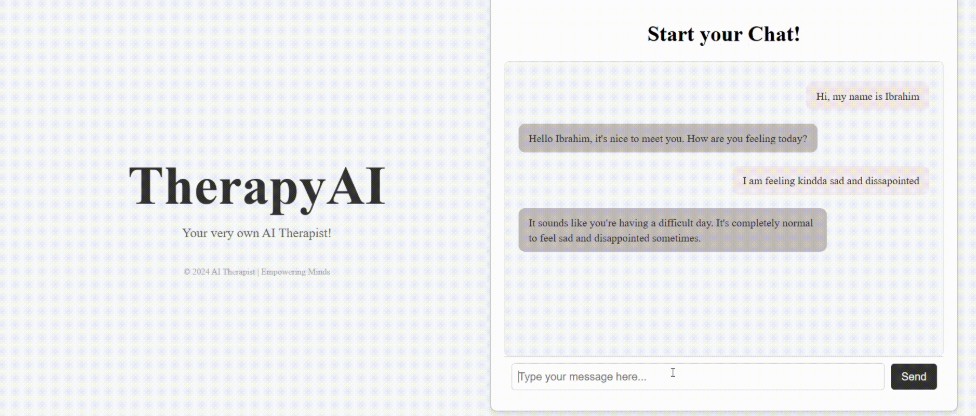 TherapyAI
Your very own AI Therapist!
© 2024 AI Therapist | Empowering Minds
Start your Chat!
Hi, my name is Ibrahim
Hello Ibrahim, it's nice to meet you. How are you feeling today?
I am feeling kindda sad and dissapointed
It sounds like you're having a difficult day. It's completely normal
to feel sad and disappointed sometimes.
Type your message here...
Send